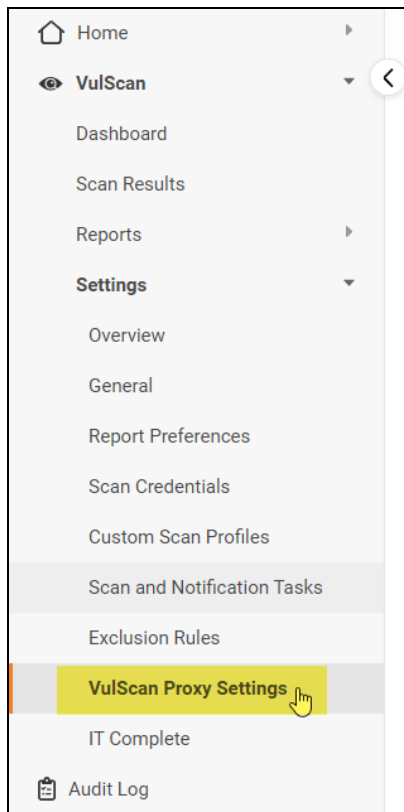 Home
VulScan
Dashboard
Scan Results
Reports
Settings
Overview
General
Report Preferences
Scan Credentials
Custom Scan Profiles
Scan and Notification Tasks
Exclusion Rules
VulScan Proxy Settings
IT Complete
Audit Log